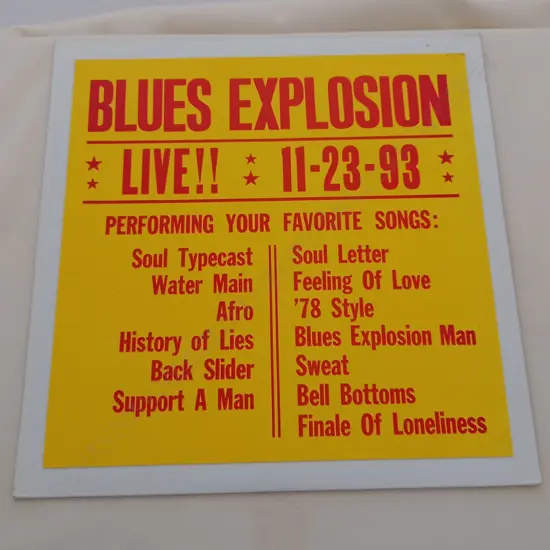 BLUES EXPLOSION
LIVE!! 11-23-93
PERFORMING YOUR FAVORITE SONGS:
Soul Typecast
Water Main
Afro
History of Lies
Back Slider
Support A Man
Soul Letter
Feeling Of Love
'78 Style
Blues Explosion Man
Sweat
Bell Bottoms
Finale Of Loneliness